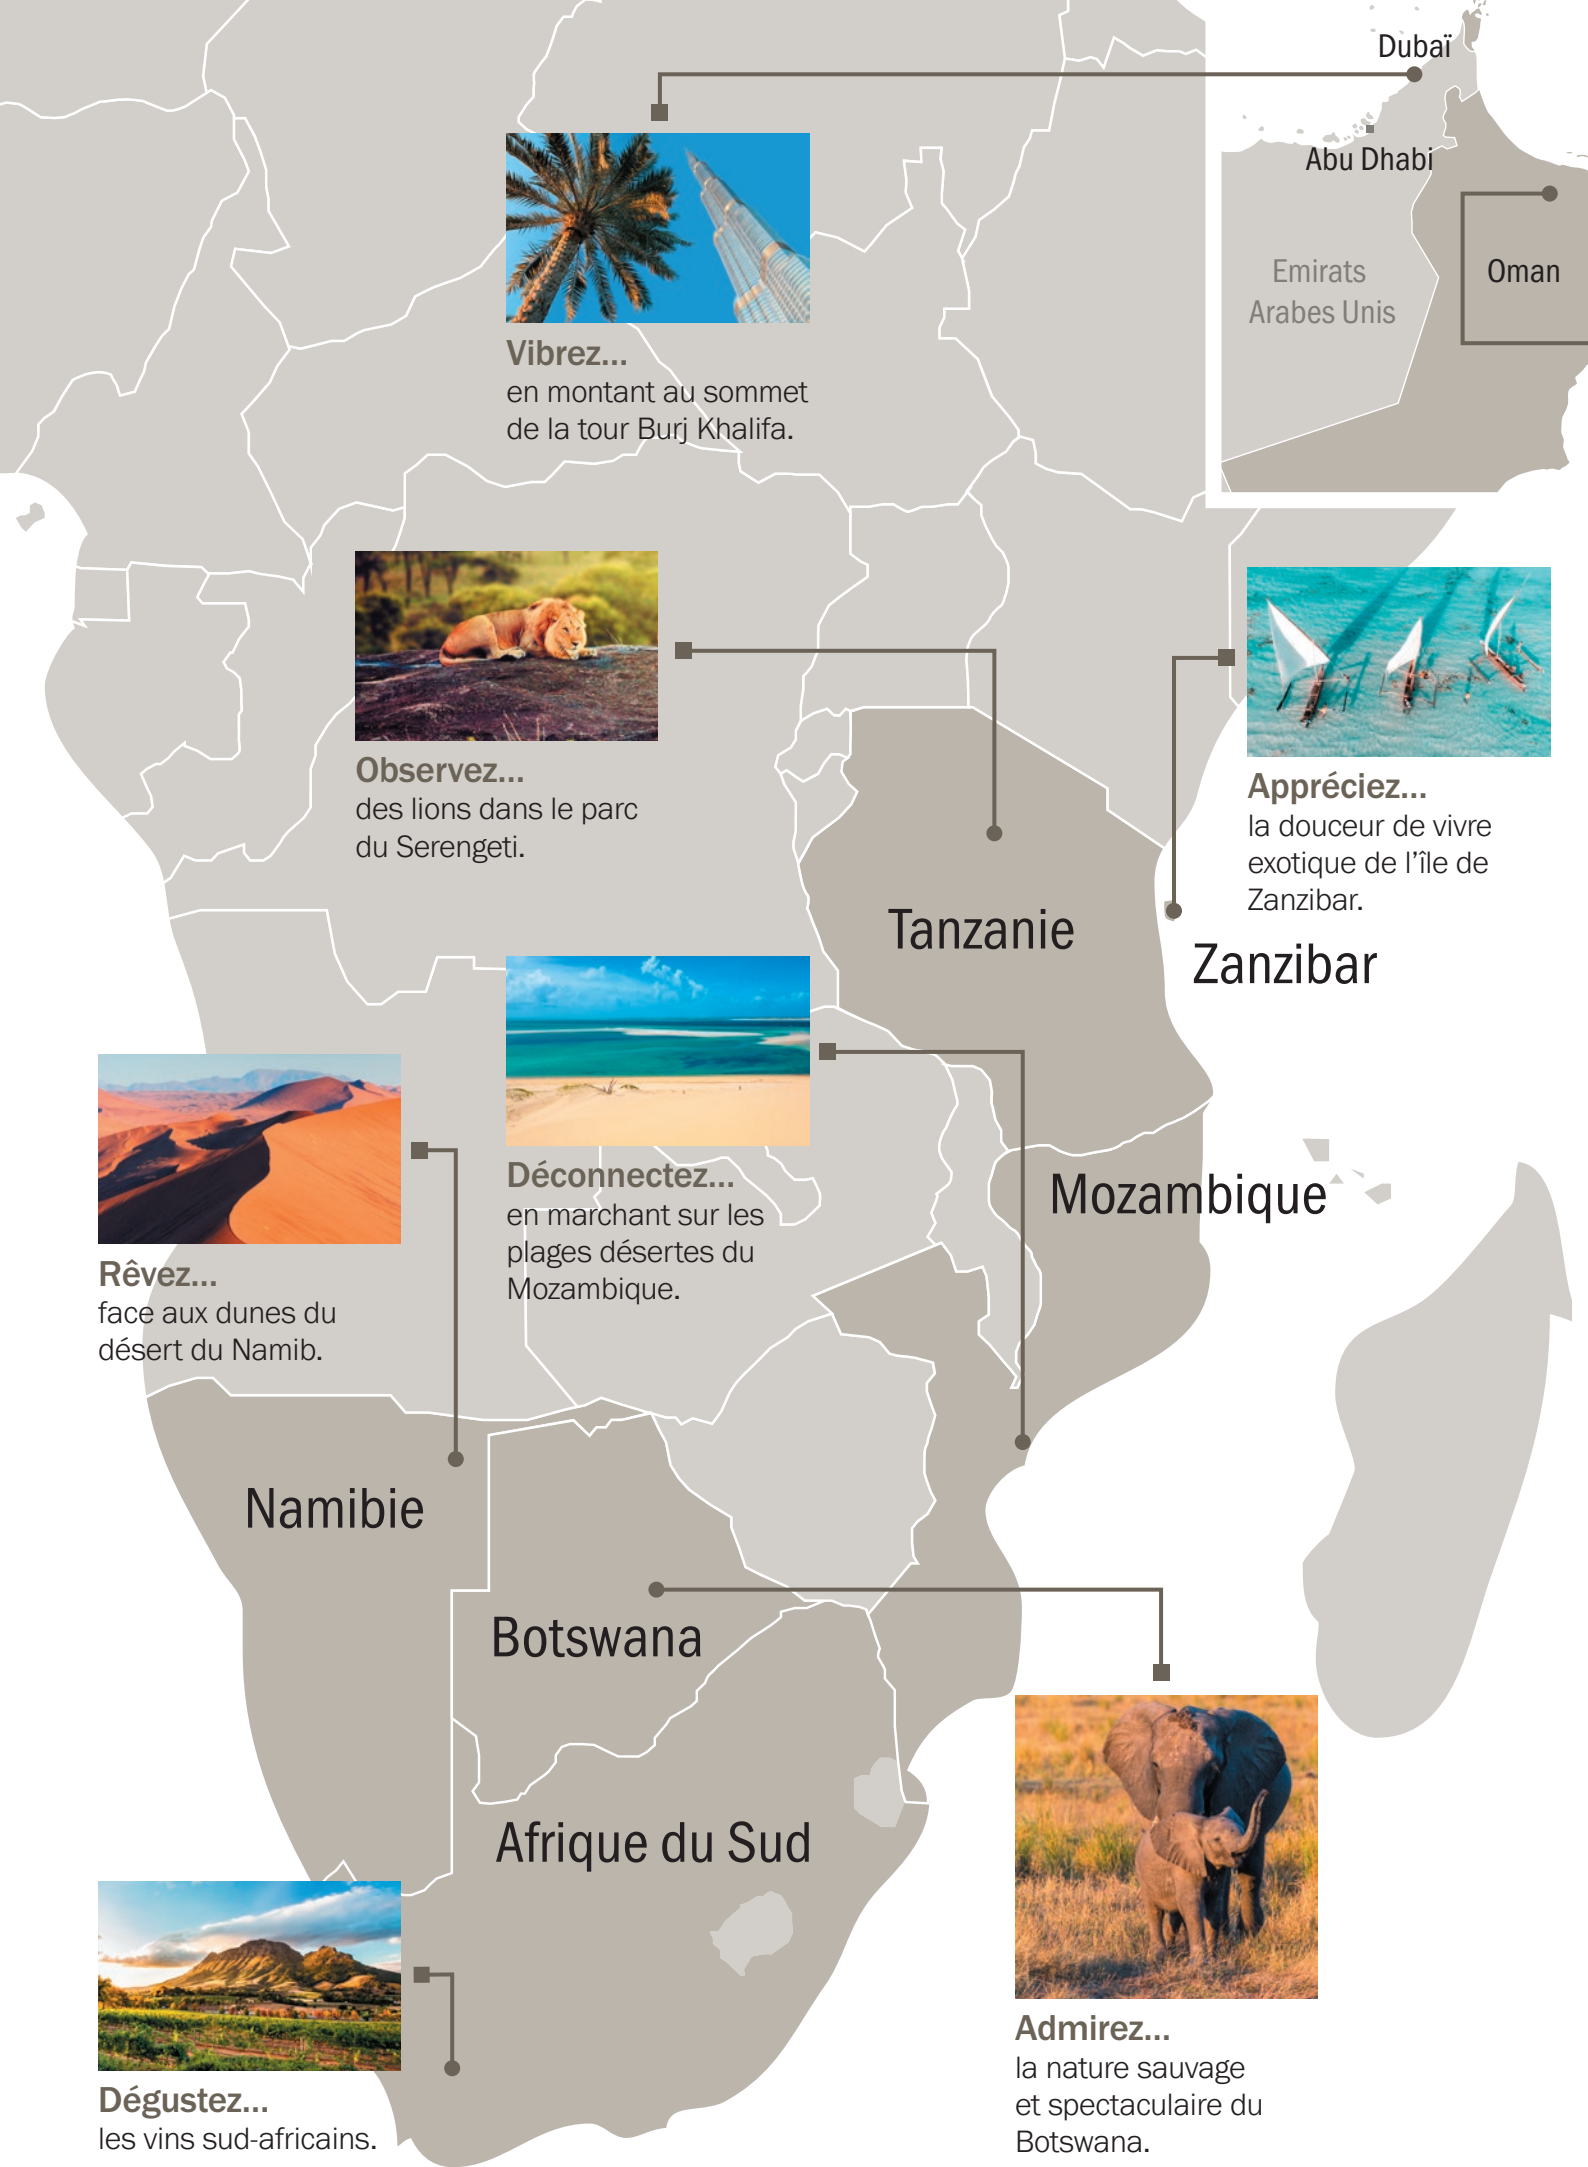 Dubaï
Abu Dhabi
Emirats
Arabes Unis
Oman
Vibrez...
en montant au sommet
de la tour Burj Khalifa.
Observez...
des lions dans le parc
du Serengeti.
Appréciez...
la douceur de vivre
exotique de l’île de
Zanzibar.
Tanzanie
Zanzibar
Déconnectez...
en marchant sur les
plages désertes du
Mozambique.
Mozambique
Rêvez...
face aux dunes du
désert du Namib.
Namibie
Botswana
Afrique du Sud
Admirez...
la nature sauvage
et spectaculaire du
Botswana.
Dégustez...
les vins sud-africains.